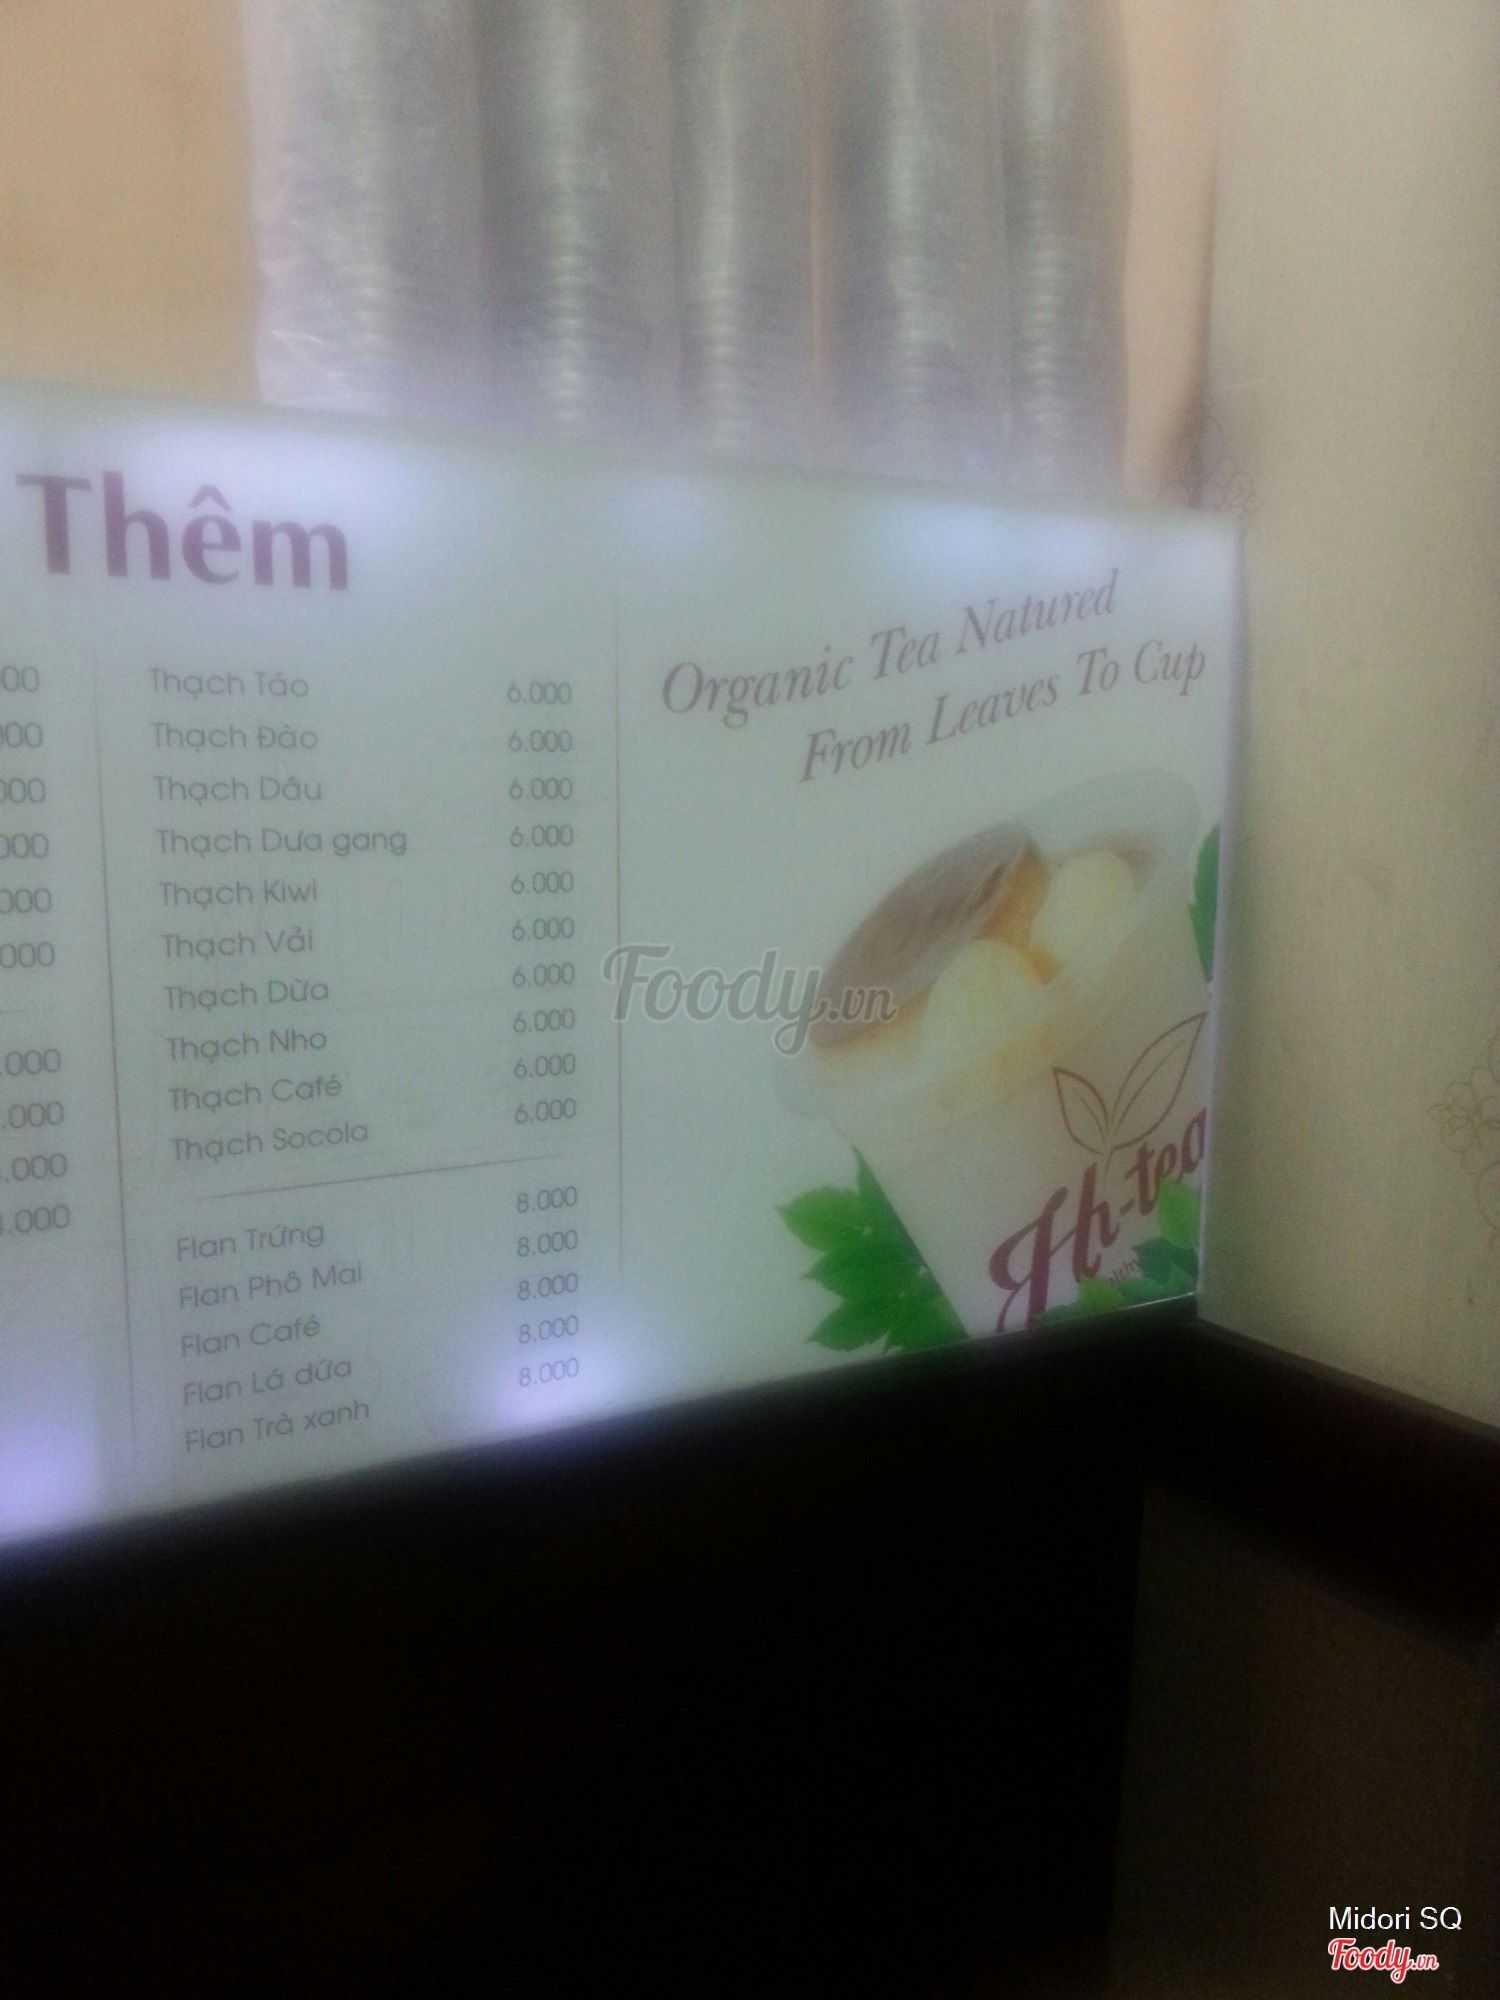 Thêm
Thạch Táo 6.000
Thạch Đào 6.000
Thạch Dâu 6.000
Thạch Dưa gang 6.000
Thạch Kiwi 6.000
Thạch Vải 6.000
Thạch Dừa 6.000
Thạch Nho 6.000
Thạch Café 6.000
Thạch Socola 6.000
Flan Trứng 8.000
Flan Phô Mai 8.000
Flan Café 8.000
Flan Lá dứa 8.000
Flan Trà xanh 8.000
Organic Tea Natured
From Leaves To Cup
H-tea
Foody.vn
Midori SQ
Foody.vn